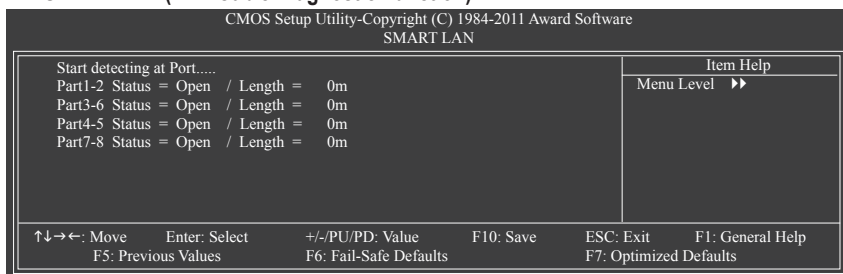 CMOS Setup Utility-Copyright (C) 1984-2011 Award Software
SMART LAN
Start detecting at Port.....
Part1-2 Status = Open / Length = 0m
Part3-6 Status = Open / Length = 0m
Part4-5 Status = Open / Length = 0m
Part7-8 Status = Open / Length = 0m
Item Help
Menu Level
↑↓→←: Move Enter: Select +/-/PU/PD: Value F10: Save ESC: Exit F1: General Help
F5: Previous Values F6: Fail-Safe Defaults F7: Optimized Defaults